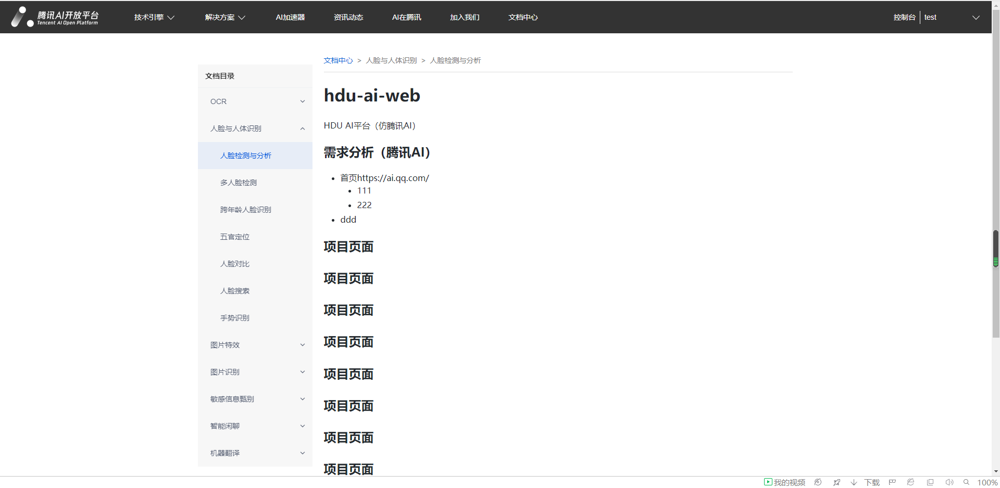 腾讯AI开放平台
Tencent AI Open Platform
技术引擎 解决方案 AI加速器 资讯动态 AI在腾讯 加入我们 文档中心 控制台 test
文档中心 > 人脸与人体识别 > 人脸检测与分析
文档目录
OCR
人脸与人体识别
人脸检测与分析
多人脸检测
跨年龄人脸识别
五官定位
人脸对比
人脸搜索
手势识别
图片特效
图片识别
敏感信息甄别
智能闲聊
机器翻译
hdu-ai-web
HDU AI平台（仿腾讯AI）
需求分析（腾讯AI）
首页https://ai.qq.com/
111
222
ddd
项目页面
项目页面
项目页面
项目页面
项目页面
项目页面
项目页面
项目页面
我的视频 下载 100%